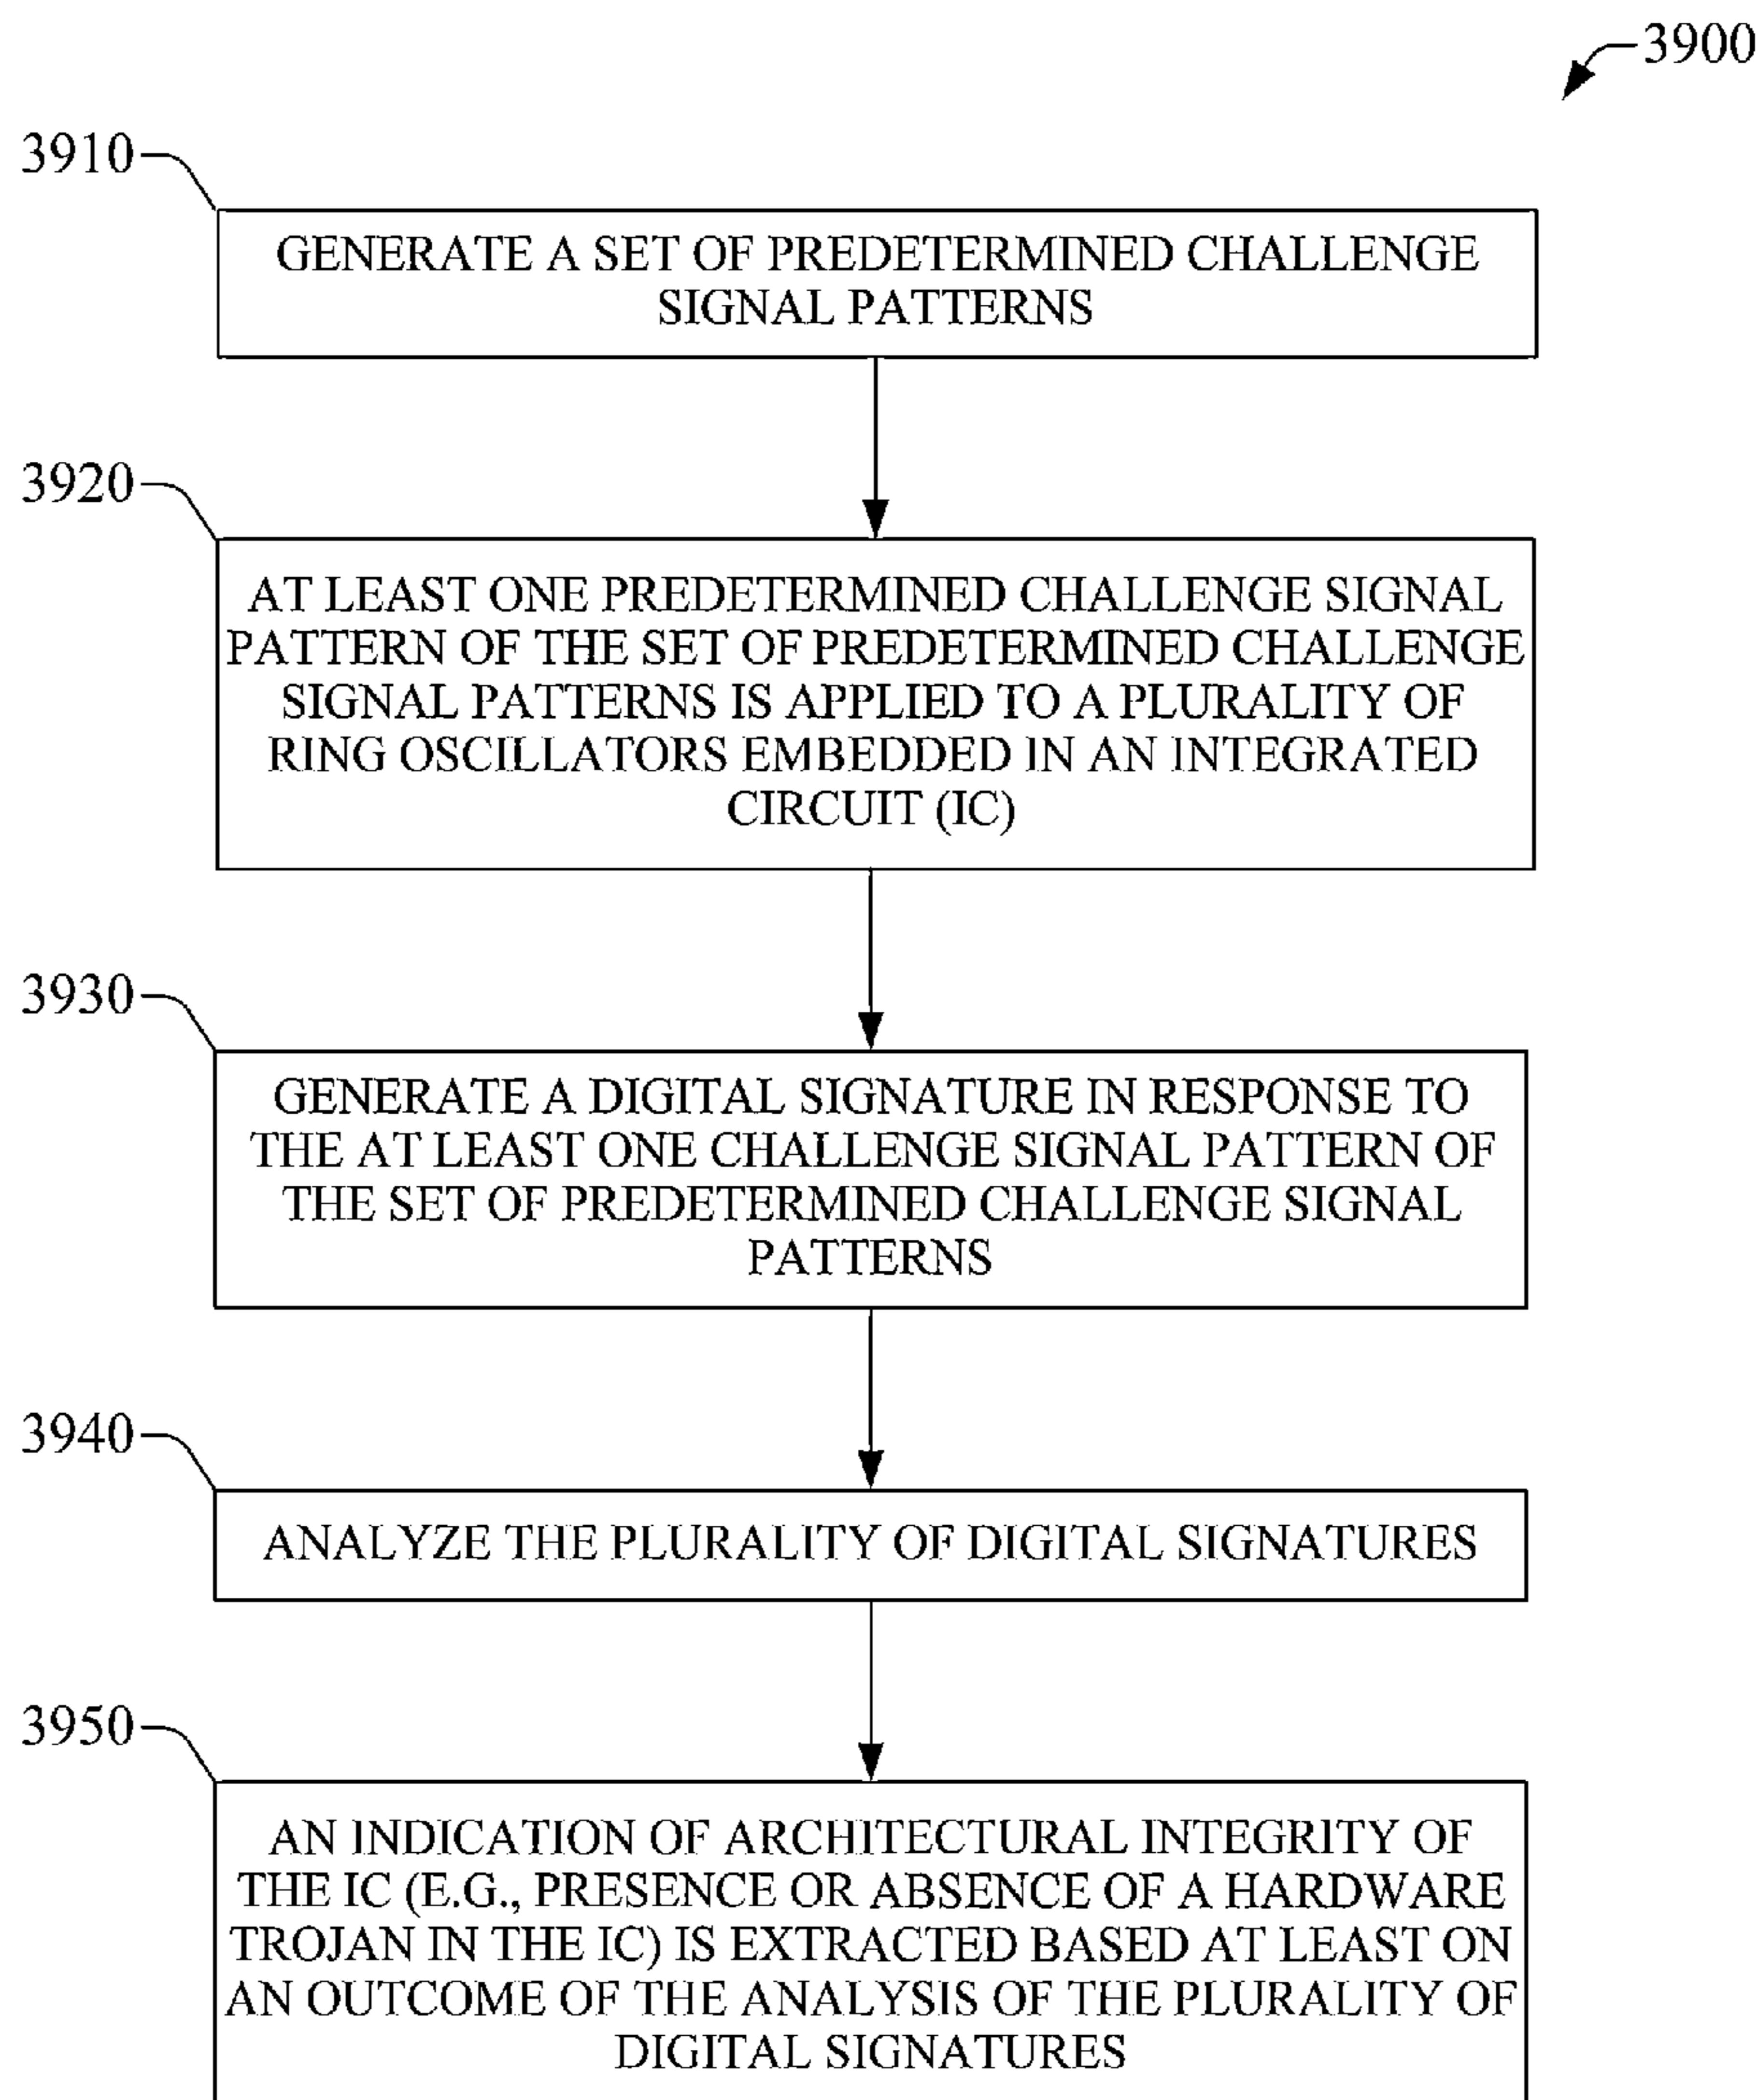 3900
3910
GENERATE A SET OF PREDETERMINED CHALLENGE
SIGNAL PATTERNS
3920
AT LEAST ONE PREDETERMINED CHALLENGE SIGNAL
PATTERN OF THE SET OF PREDETERMINED CHALLENGE
SIGNAL PATTERNS IS APPLIED TO A PLURALITY OF
RING OSCILLATORS EMBEDDED IN AN INTEGRATED
CIRCUIT (IC)
3930
GENERATE A DIGITAL SIGNATURE IN RESPONSE TO
THE AT LEAST ONE CHALLENGE SIGNAL PATTERN OF
THE SET OF PREDETERMINED CHALLENGE SIGNAL
PATTERNS
3940
ANALYZE THE PLURALITY OF DIGITAL SIGNATURES
3950
AN INDICATION OF ARCHITECTURAL INTEGRITY OF
THE IC (E.G., PRESENCE OR ABSENCE OF A HARDWARE
TROJAN IN THE IC) IS EXTRACTED BASED AT LEAST ON
AN OUTCOME OF THE ANALYSIS OF THE PLURALITY OF
DIGITAL SIGNATURES